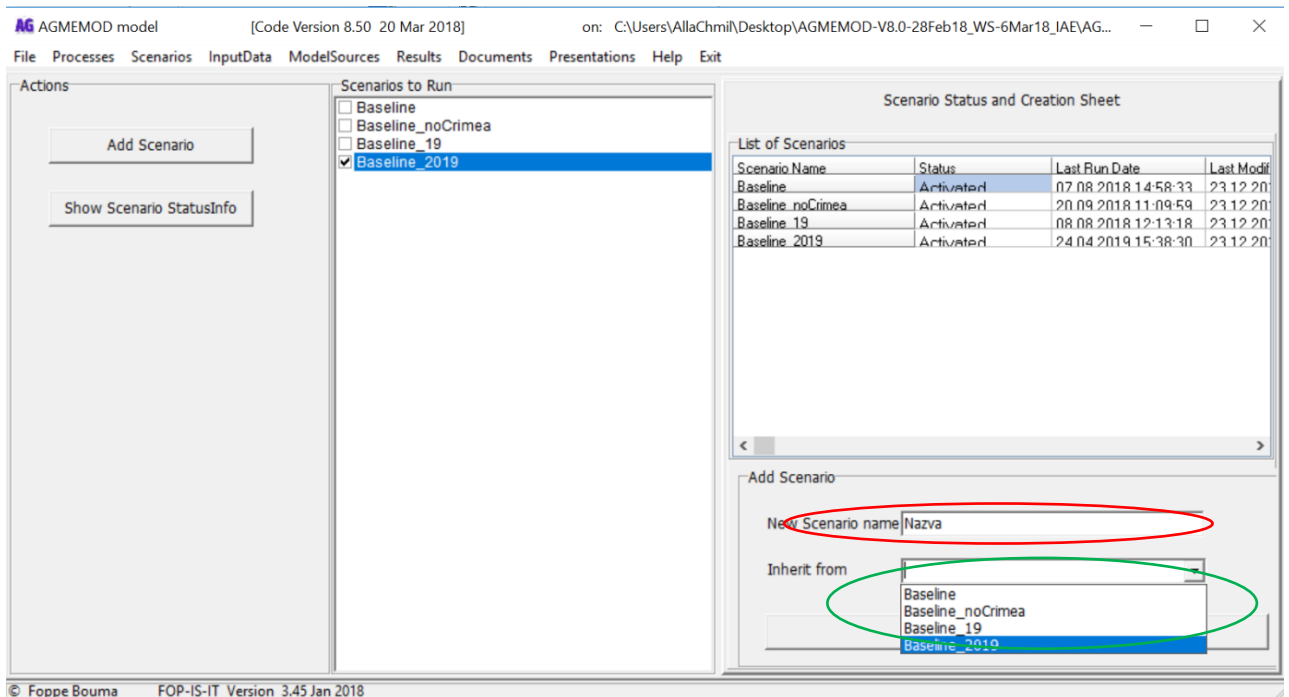 AG AGMEMOD model [Code Version 8.50 20 Mar 2018] on: C:\Users\AllaChmil\Desktop\AGMEMOD-V8.0-28Feb18_WS-6Mar18_IAE\AG...
File Processes Scenarios InputData ModelSources Results Documents Presentations Help Exit
Actions
Add Scenario
Show Scenario StatusInfo
Scenarios to Run
Baseline
Baseline_noCrimea
Baseline_19
Baseline_2019
Scenario Status and Creation Sheet
List of Scenarios
Scenario Name Status Last Run Date Last Modif
Baseline Activated 07.08.2018 14:58:33 23.12.20
Baseline_noCrimea Activated 20.09.2018 11:09:59 23.12.20
Baseline_19 Activated 08.08.2018 12:13:18 23.12.20
Baseline_2019 Activated 24.04.2019 15:38:30 23.12.20
Add Scenario
New Scenario name Nazva
Inherit from
Baseline
Baseline_noCrimea
Baseline_19
Baseline_2019
© Foppe Bouma FOP-IS-IT Version 3.45 Jan 2018